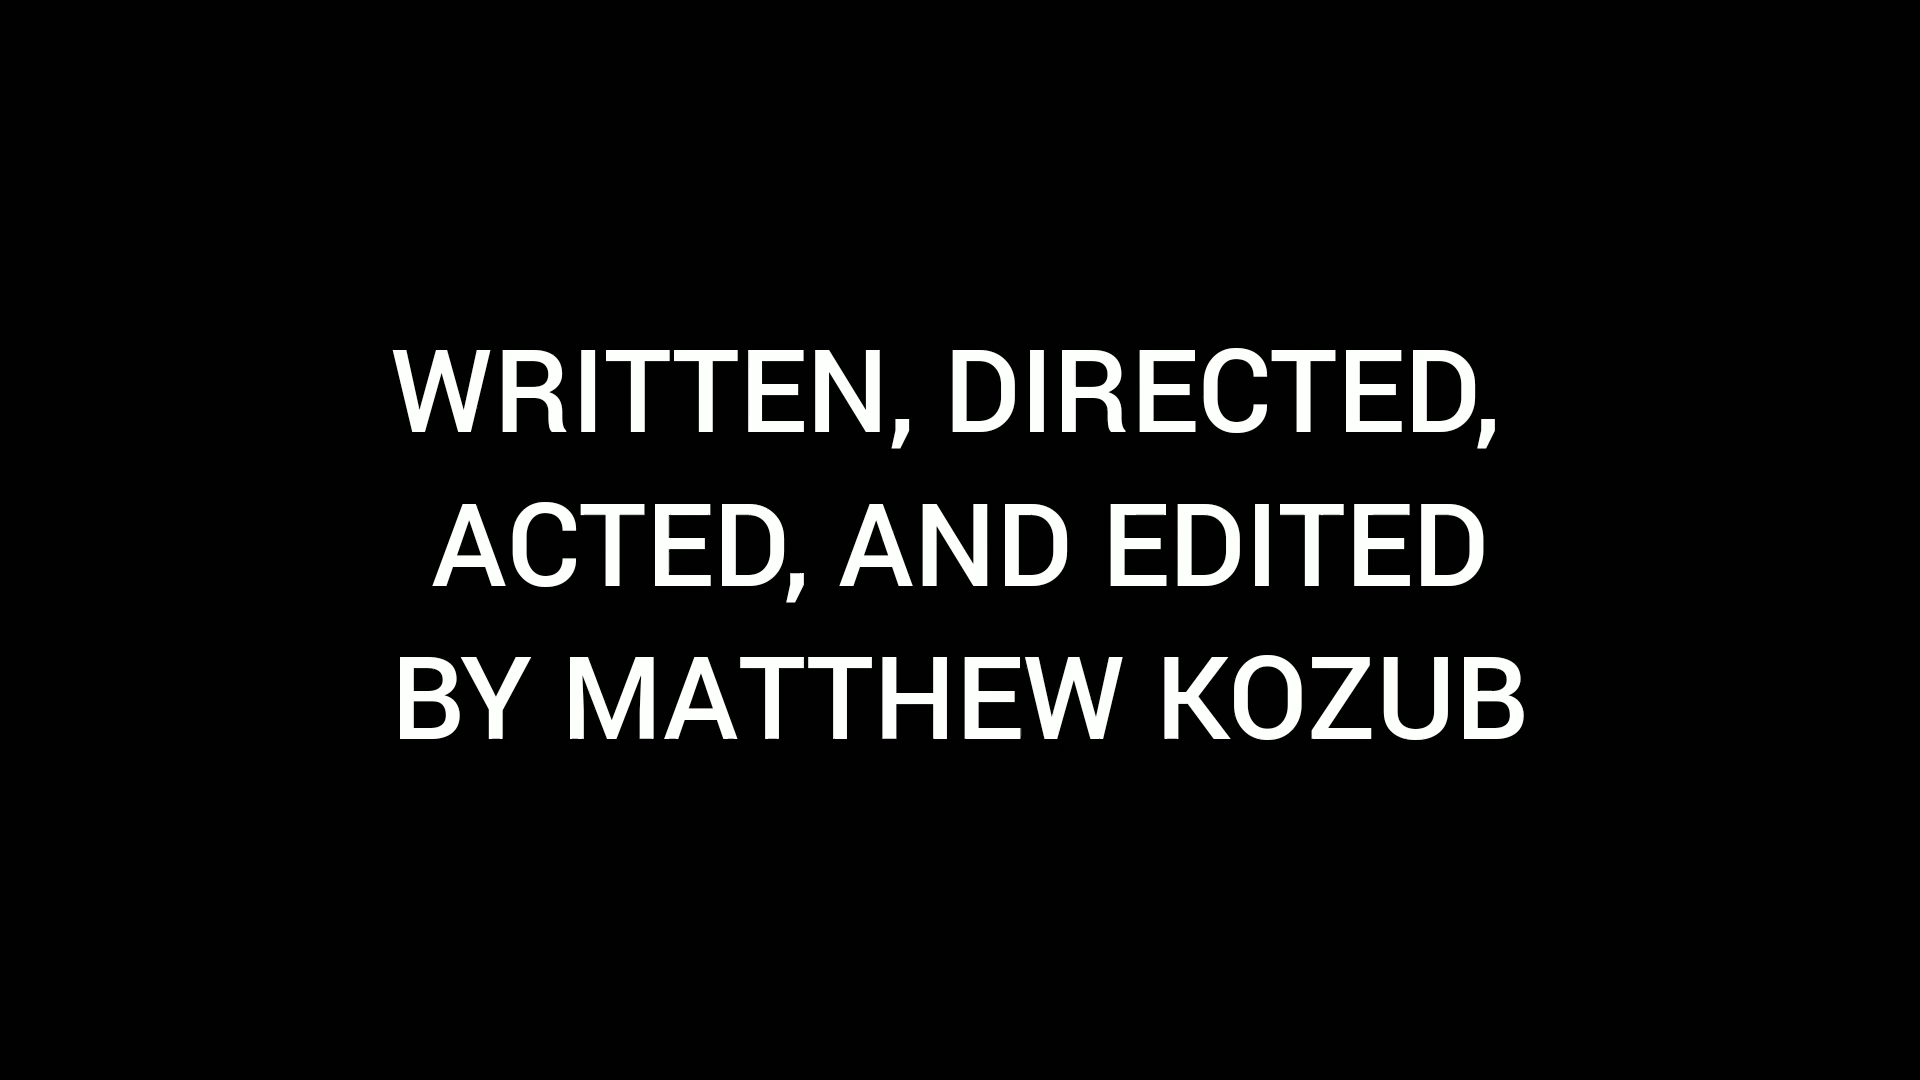 WRITTEN, DIRECTED,
ACTED, AND EDITED
BY MATTHEW KOZUB